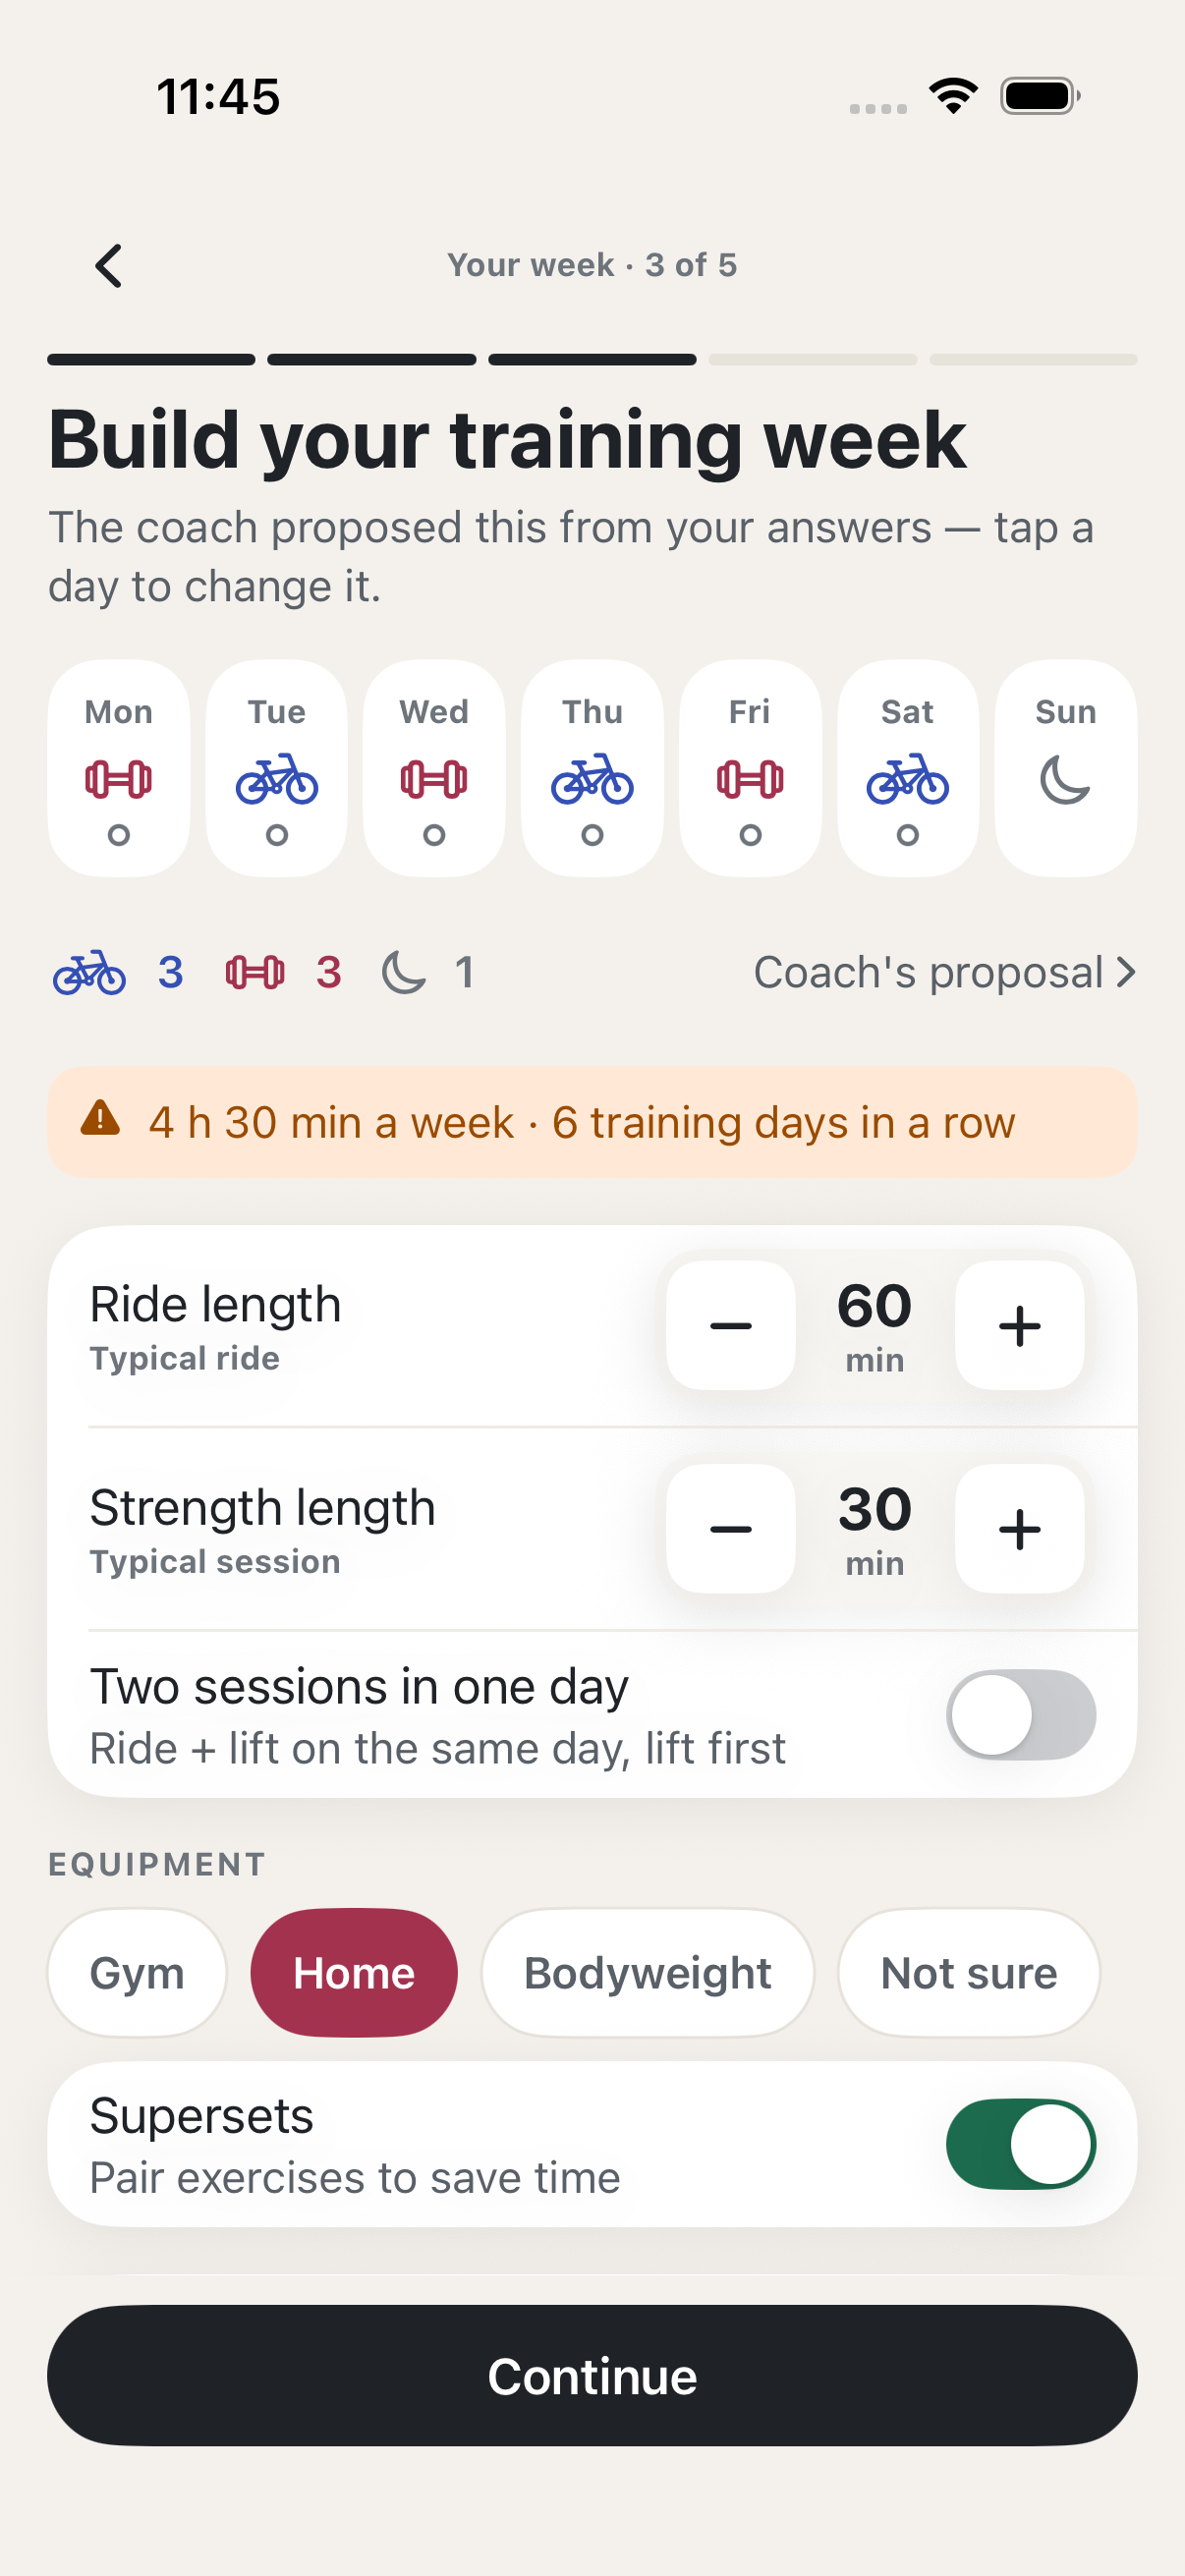 11:45
Your week · 3 of 5
Build your training week
The coach proposed this from your answers — tap a
day to change it.
Mon Tue Wed Thu Fri Sat Sun
3 3 1 Coach's proposal
4 h 30 min a week · 6 training days in a row
Ride length
Typical ride
60
min
Strength length
Typical session
30
min
Two sessions in one day
Ride + lift on the same day, lift first
EQUIPMENT
Gym Home Bodyweight Not sure
Supersets
Pair exercises to save time
Continue